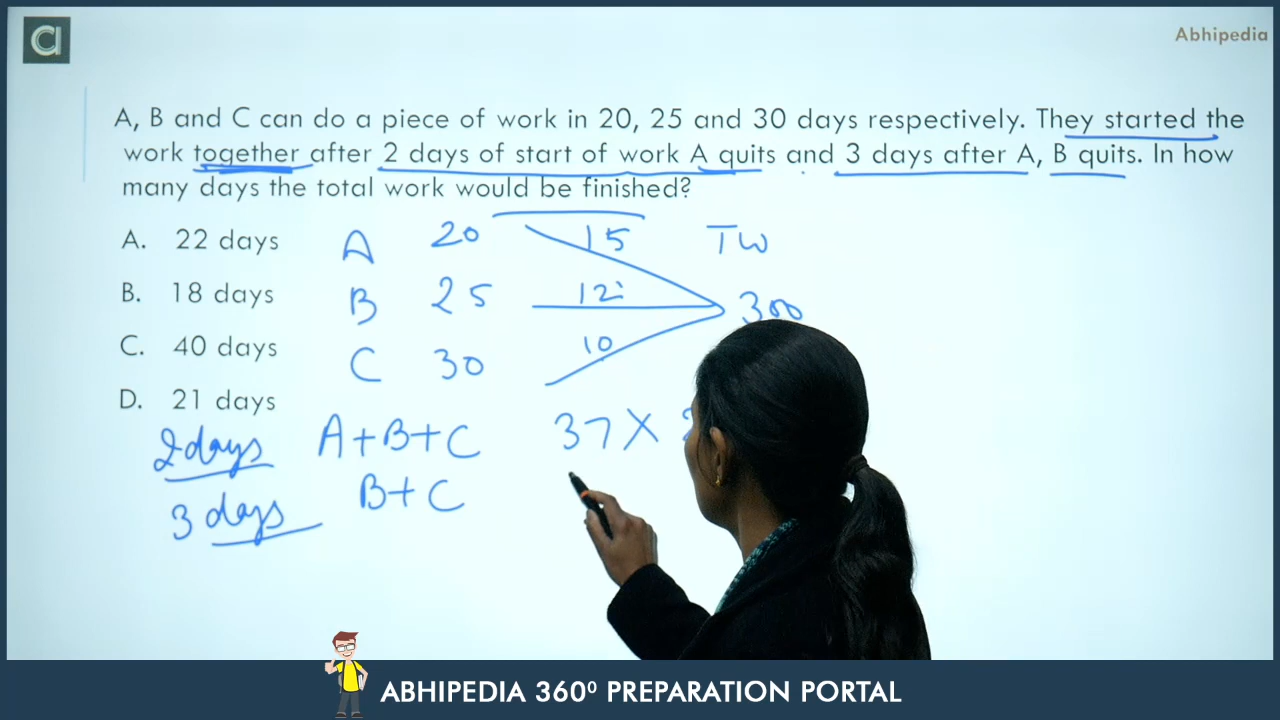 Abhipedia
A, B and C can do a piece of work in 20, 25 and 30 days respectively. They started the
work together after 2 days of start of work A quits and 3 days after A, B quits. In how
many days the total work would be finished?
A. 22 days
B. 18 days
C. 40 days
D. 21 days
A 20 15 TW
B 25 12 300
C 30 10
2 days A+B+C 37 X
3 days B+C
ABHIPEDIA 360⁰ PREPARATION PORTAL